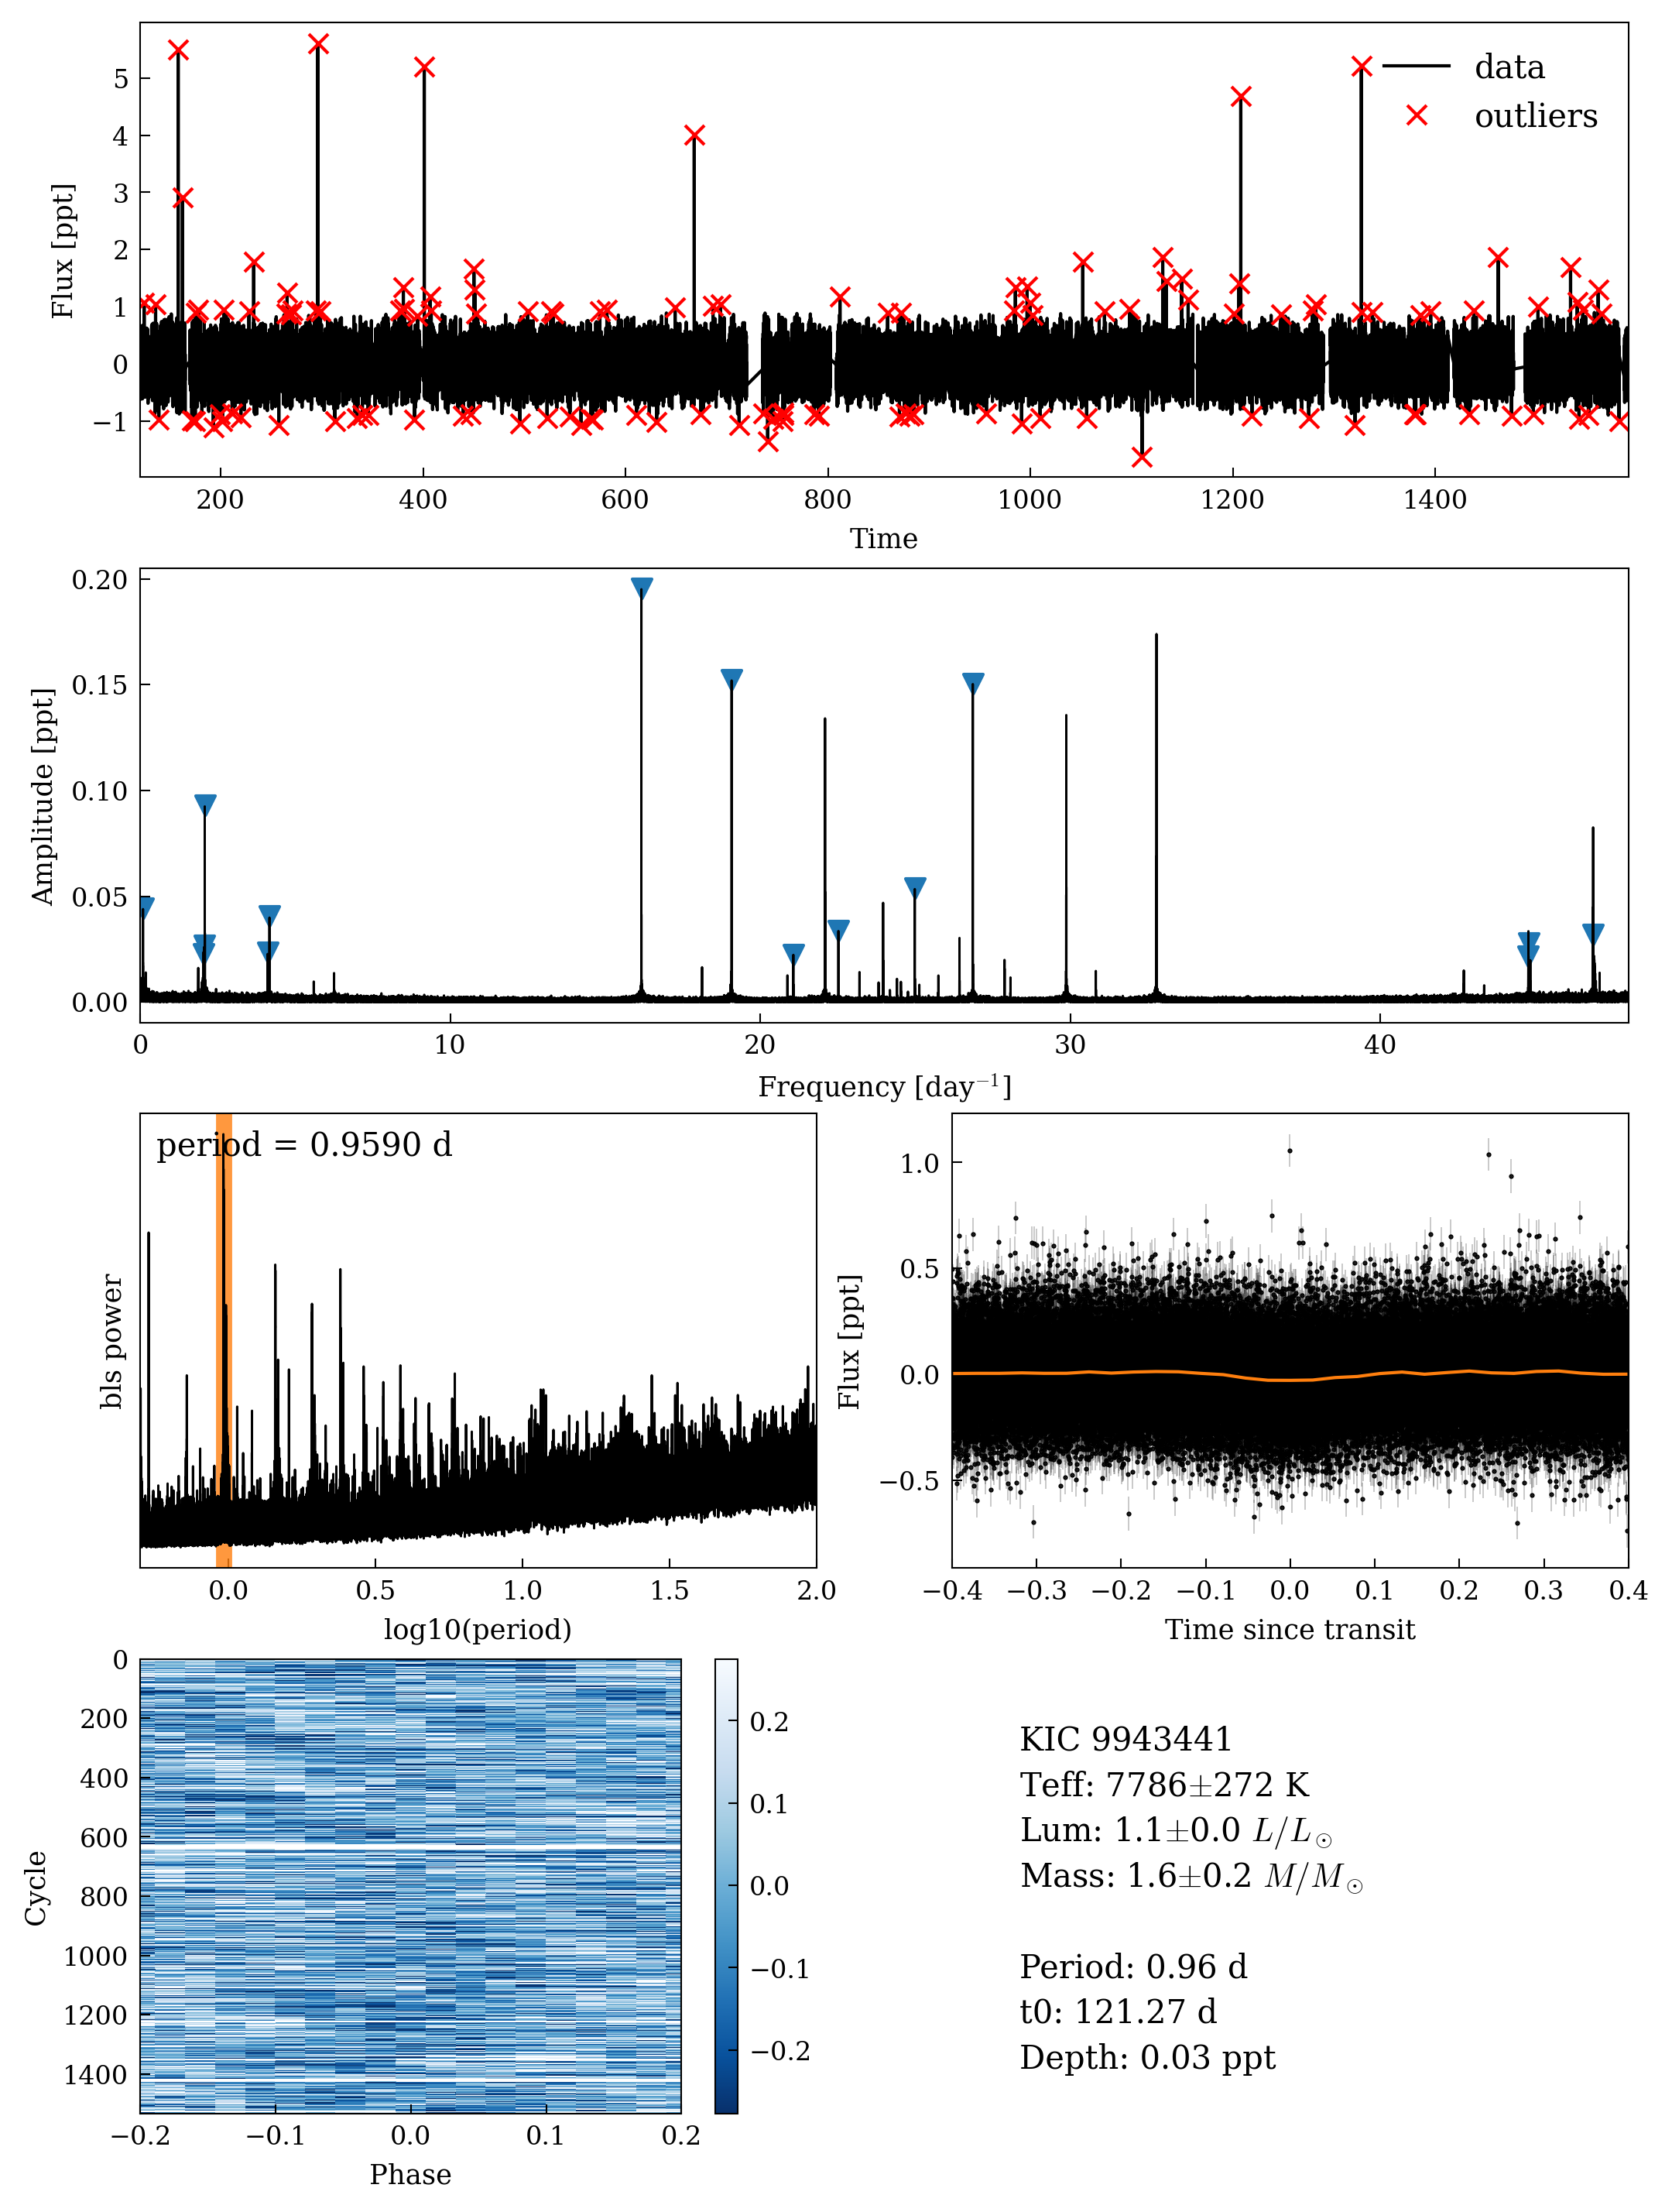 data
outliers
5
4
3
2
1
0
−1
Flux [ppt]
200 400 600 800 1000 1200 1400
Time
0.20
0.15
0.10
0.05
0.00
Amplitude [ppt]
0 10 20 30 40
Frequency [day⁻¹]
period = 0.9590 d
bls power
0.0 0.5 1.0 1.5 2.0
log10(period)
1.0
0.5
0.0
−0.5
Flux [ppt]
−0.4 −0.3 −0.2 −0.1 0.0 0.1 0.2 0.3 0.4
Time since transit
0
200
400
600
800
1000
1200
1400
Cycle
−0.2 −0.1 0.0 0.1 0.2
Phase
0.2
0.1
0.0
−0.1
−0.2
KIC 9943441
Teff: 7786±272 K
Lum: 1.1±0.0 L/L⊙
Mass: 1.6±0.2 M/M⊙
Period: 0.96 d
t0: 121.27 d
Depth: 0.03 ppt